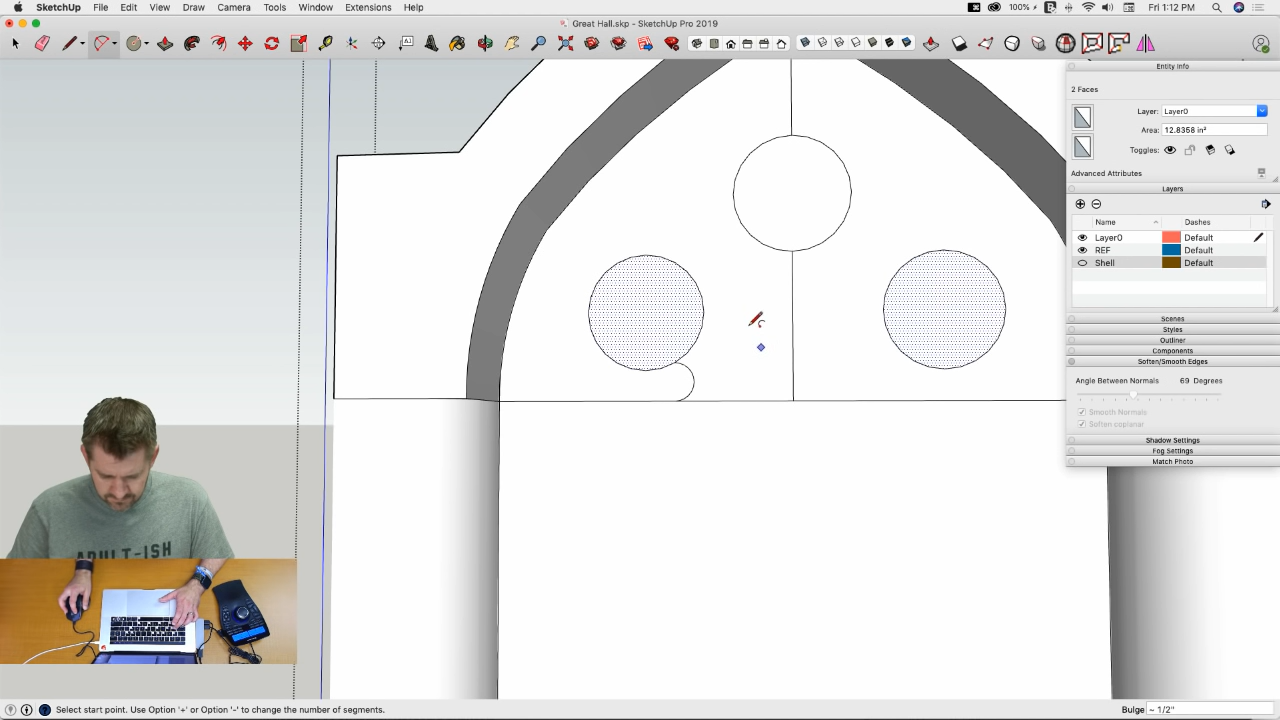 SketchUp File Edit View Draw Camera Tools Window Extensions Help
100% Fri 1:12 PM
Great Hall.skp - SketchUp Pro 2019
Entity Info
2 Faces
Layer: Layer0
Area: 12.8358 in²
Toggles:
Advanced Attributes
Layers
Name Dashes
Layer0 Default
REF Default
Shell Default
Scenes
Styles
Outliner
Components
Soften/Smooth Edges
Angle Between Normals 69 Degrees
Smooth Normals
Soften coplanar
Shadow Settings
Fog Settings
Match Photo
ADULT-ISH
Select start point. Use Option '+' or Option '-' to change the number of segments.
Bulge ~ 1/2"